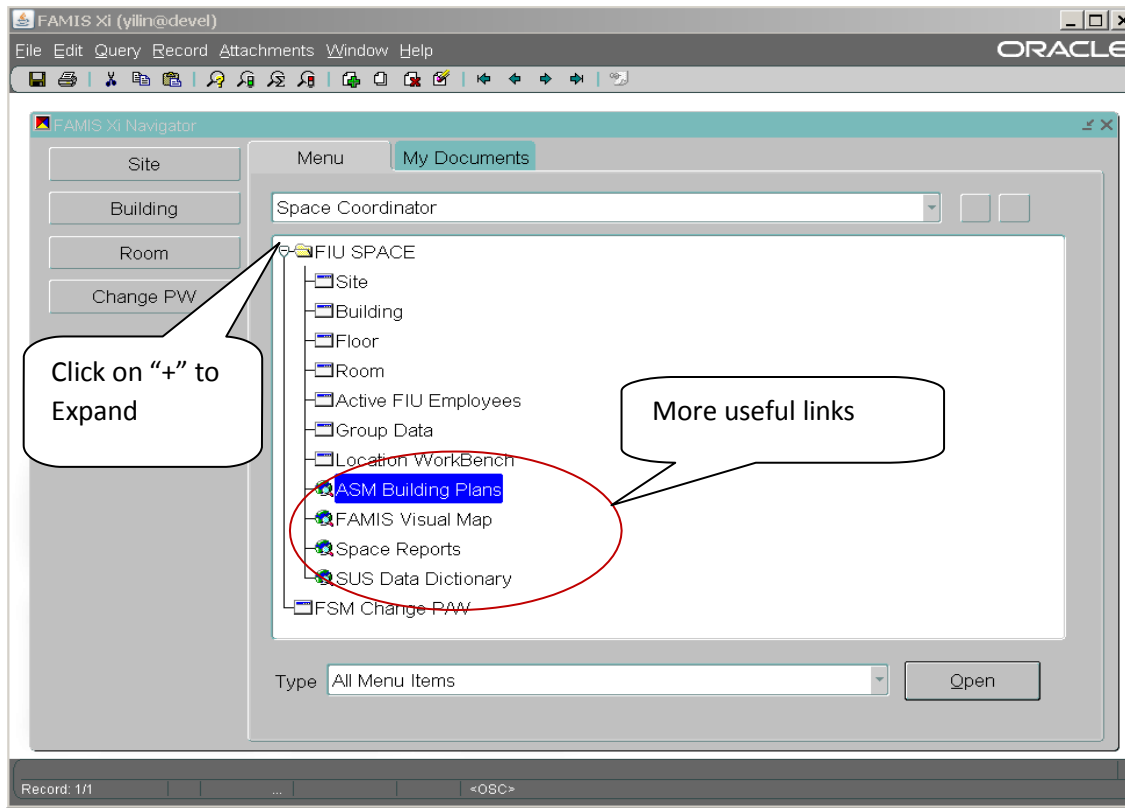 FAMIS Xi (yilin@devel)
File Edit Query Record Attachments Window Help
ORACLE
FAMIS Xi Navigator
Site
Building
Room
Change PW
Menu
My Documents
Space Coordinator
FIU SPACE
Site
Building
Floor
Room
Active FIU Employees
Group Data
Location WorkBench
ASM Building Plans
FAMIS Visual Map
Space Reports
SUS Data Dictionary
FSM Change P/W
Click on “+” to
Expand
More useful links
Type All Menu Items
Open
Record: 1/1 ... <OSC>